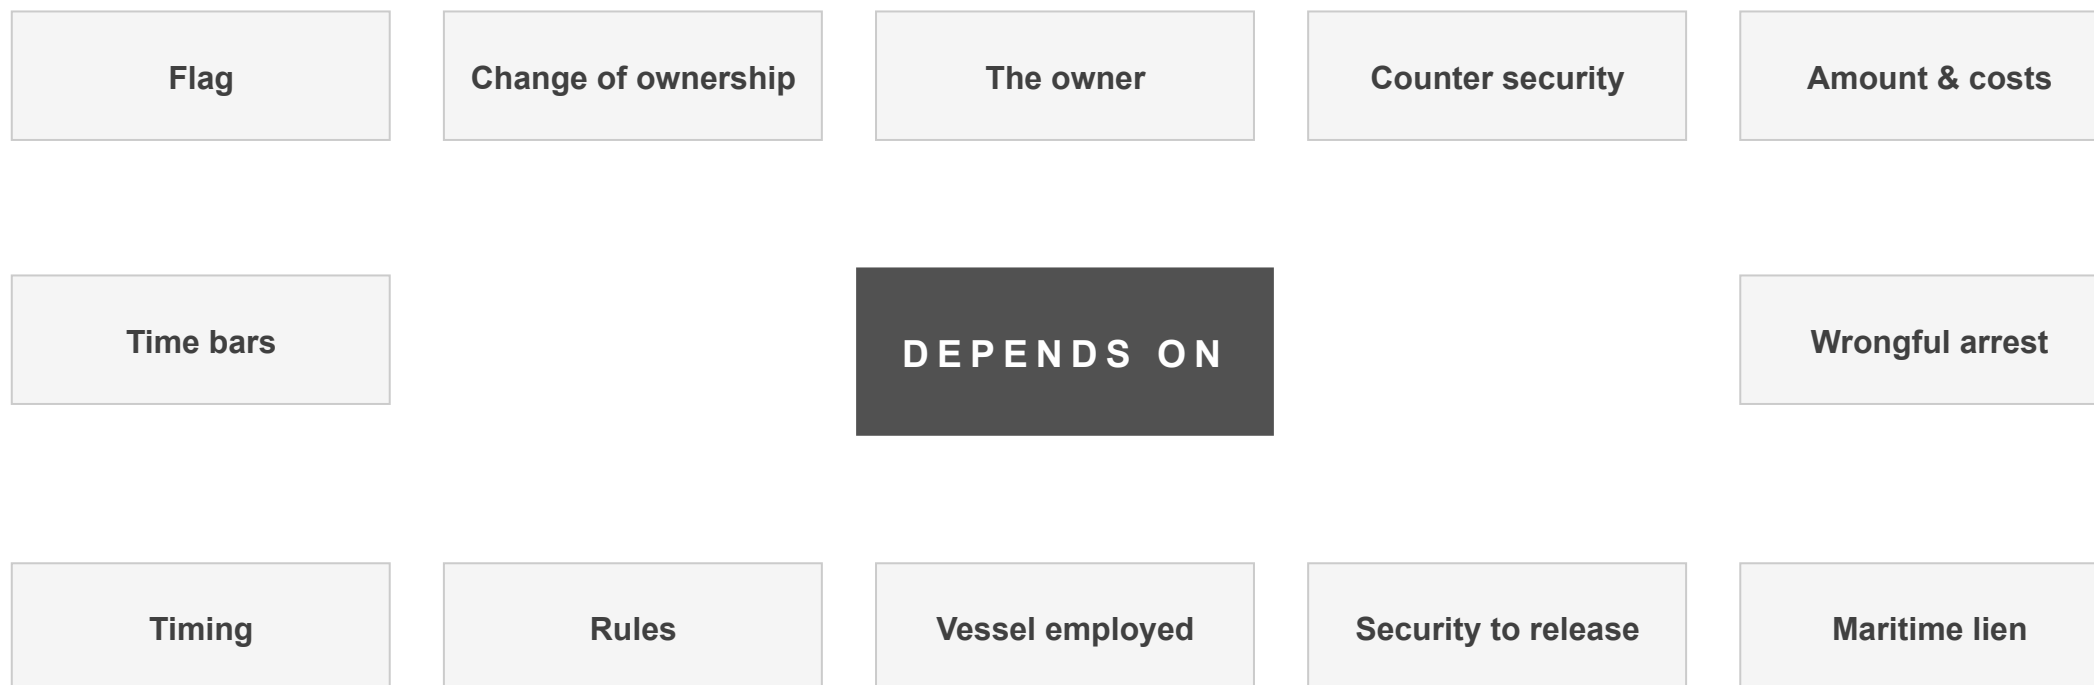 Flag
Change of ownership
The owner
Counter security
Amount & costs
Time bars
DEPENDS ON
Wrongful arrest
Timing
Rules
Vessel employed
Security to release
Maritime lien